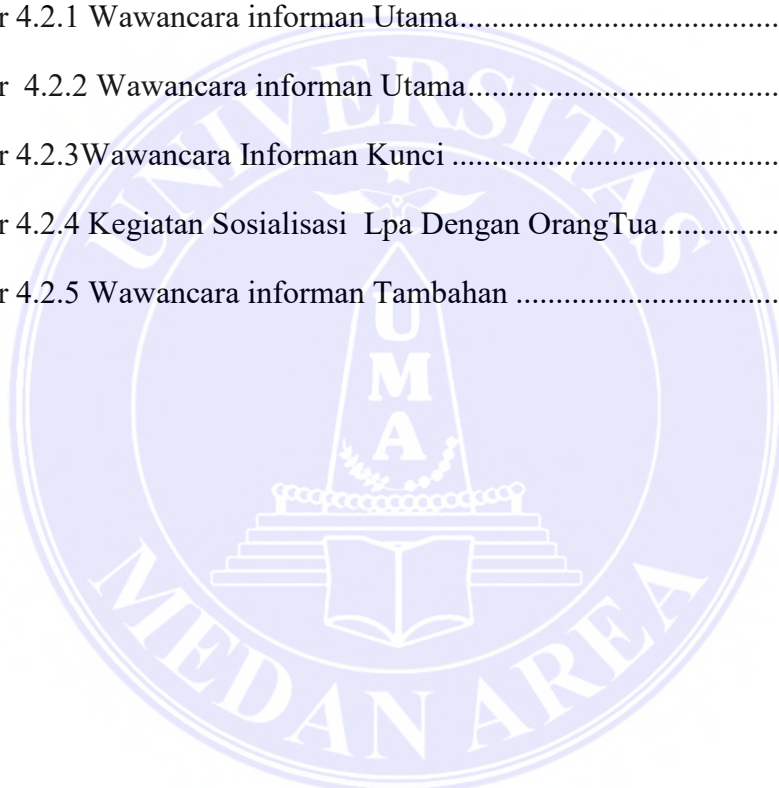 r 4.2.1 Wawancara informan Utama..................................
r 4.2.2 Wawancara informan Utama..................................
r 4.2.3Wawancara Informan Kunci ..................................
r 4.2.4 Kegiatan Sosialisasi Lpa Dengan OrangTua...............
r 4.2.5 Wawancara informan Tambahan ..............................
UNIVERSITAS
U
M
A
MEDAN AREA